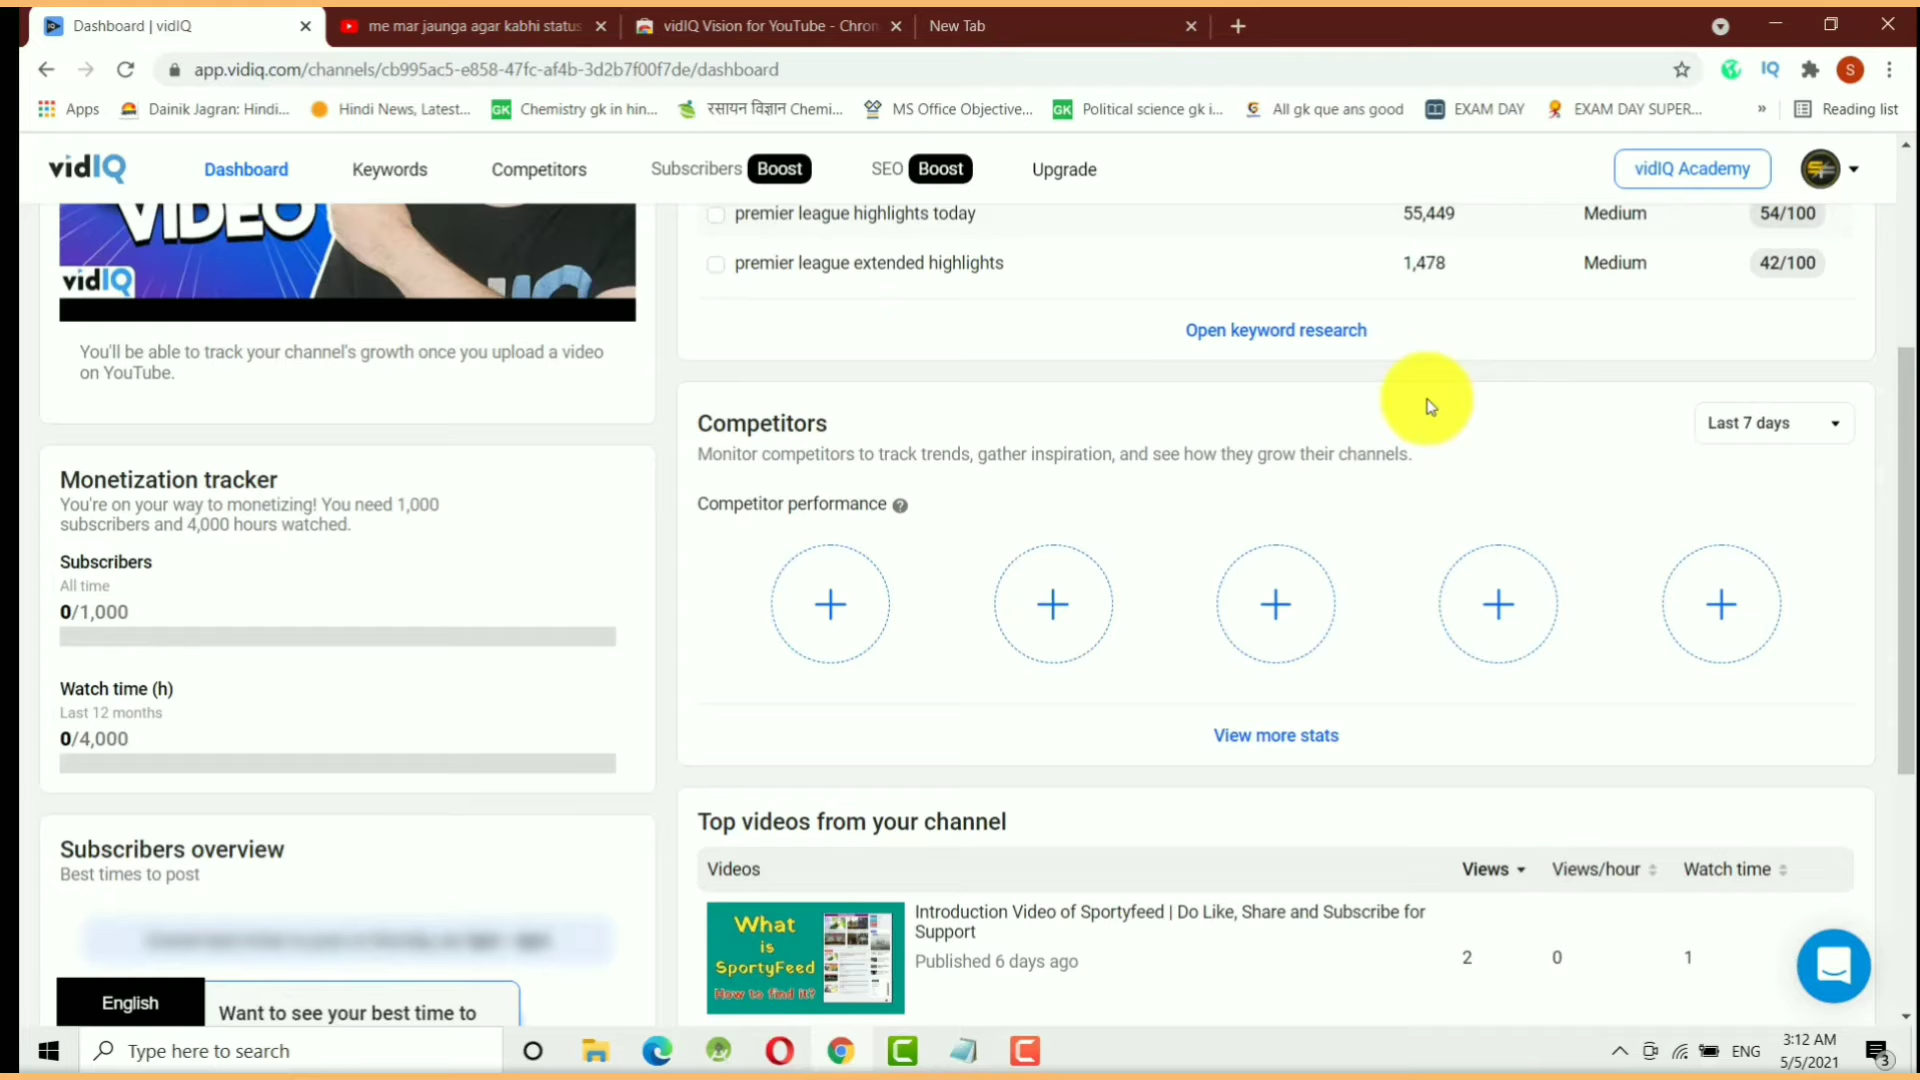 Dashboard | vidIQ
me mar jaunga agar kabhi status
vidIQ Vision for YouTube - Chron
New Tab
app.vidiq.com/channels/cb995ac5-e858-47fc-af4b-3d2b7f00f7de/dashboard
IQ
S
Apps
Dainik Jagran: Hindi...
Hindi News, Latest...
GK Chemistry gk in hin...
रसायन विज्ञान Chemi...
MS Office Objective...
GK Political science gk i...
All gk que ans good
EXAM DAY
EXAM DAY SUPER...
»
Reading list
vidIQ
Dashboard
Keywords
Competitors
Subscribers Boost
SEO Boost
Upgrade
vidIQ Academy
VIDEO
vidIQ
You'll be able to track your channel's growth once you upload a video
on YouTube.
premier league highlights today 55,449 Medium 54/100
premier league extended highlights 1,478 Medium 42/100
Open keyword research
Monetization tracker
You're on your way to monetizing! You need 1,000
subscribers and 4,000 hours watched.
Subscribers
All time
0/1,000
Watch time (h)
Last 12 months
0/4,000
Competitors
Last 7 days
Monitor competitors to track trends, gather inspiration, and see how they grow their channels.
Competitor performance ?
View more stats
Subscribers overview
Best times to post
English
Want to see your best time to
Top videos from your channel
Videos Views Views/hour Watch time
What
is
SportyFeed
How to find it?
Introduction Video of Sportyfeed | Do Like, Share and Subscribe for
Support
Published 6 days ago
2 0 1
Type here to search
ENG
3:12 AM
5/5/2021
3